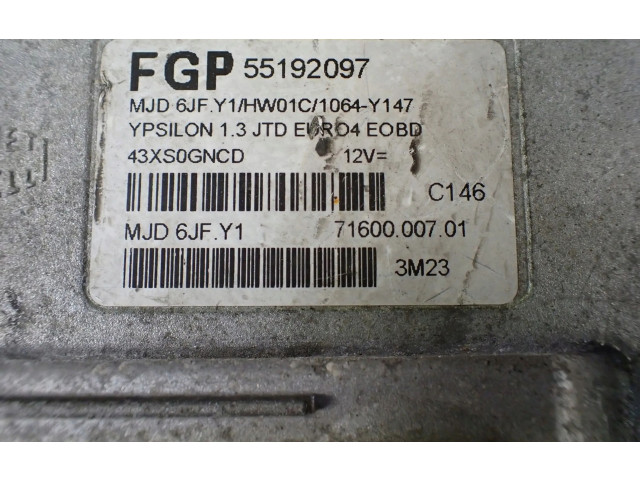 FGP 55192097
MJD 6JF.Y1/HW01C/1064-Y147
YPSILON 1.3 JTD EURO4 EOBD
43XS0GNCD 12V=
C146
MJD 6JF.Y1 71600.007.01
3M23